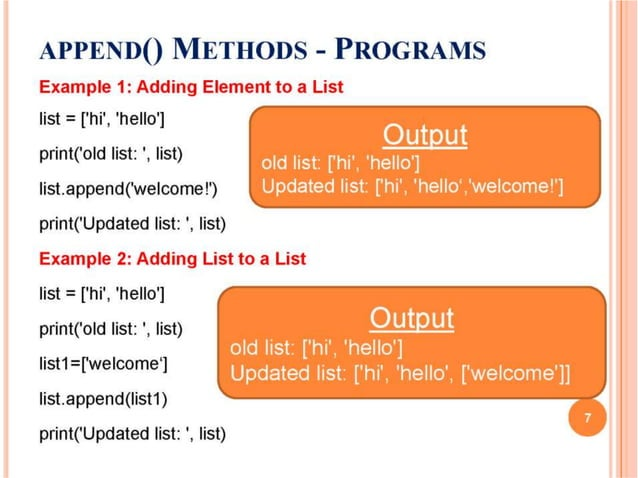 APPEND() METHODS - PROGRAMS
Example 1: Adding Element to a List
list = ['hi', 'hello']
print('old list: ', list)
list.append('welcome!')
print('Updated list: ', list)
Output
old list: ['hi', 'hello']
Updated list: ['hi', 'hello‘,'welcome!']
Example 2: Adding List to a List
list = ['hi', 'hello']
print('old list: ', list)
list1=['welcome‘]
list.append(list1)
print('Updated list: ', list)
Output
old list: ['hi', 'hello']
Updated list: ['hi', 'hello', ['welcome']]
7